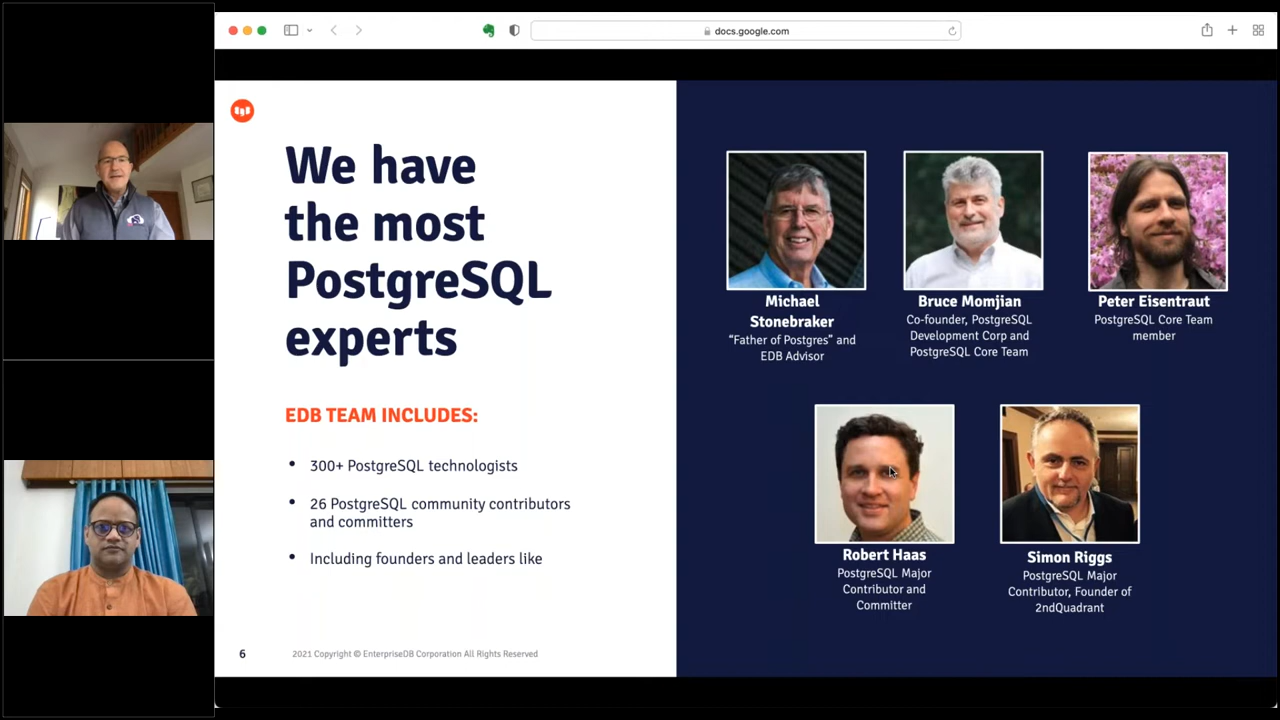 docs.google.com
We have
the most
PostgreSQL
experts
EDB TEAM INCLUDES:
• 300+ PostgreSQL technologists
• 26 PostgreSQL community contributors
and committers
• Including founders and leaders like
6
2021 Copyright © EnterpriseDB Corporation All Rights Reserved
Michael
Stonebraker
“Father of Postgres” and
EDB Advisor
Bruce Momjian
Co-founder, PostgreSQL
Development Corp and
PostgreSQL Core Team
Peter Eisentraut
PostgreSQL Core Team
member
Robert Haas
PostgreSQL Major
Contributor and
Committer
Simon Riggs
PostgreSQL Major
Contributor, Founder of
2ndQuadrant